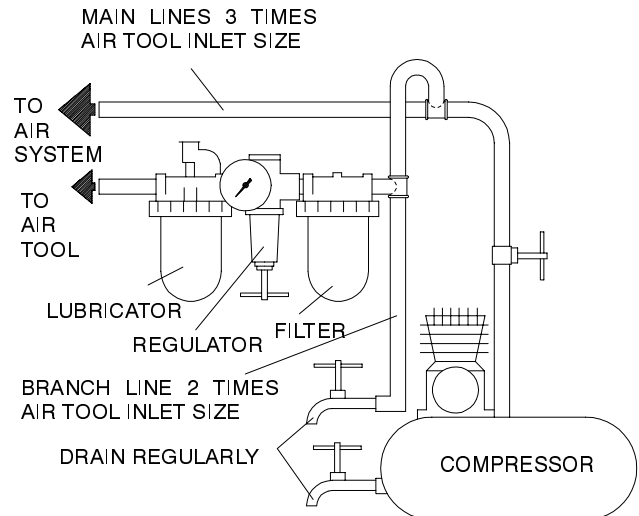 MAIN LINES 3 TIMES
AIR TOOL INLET SIZE
TO
AIR
SYSTEM
TO
AIR
TOOL
LUBRICATOR
REGULATOR
FILTER
BRANCH LINE 2 TIMES
AIR TOOL INLET SIZE
DRAIN REGULARLY
COMPRESSOR